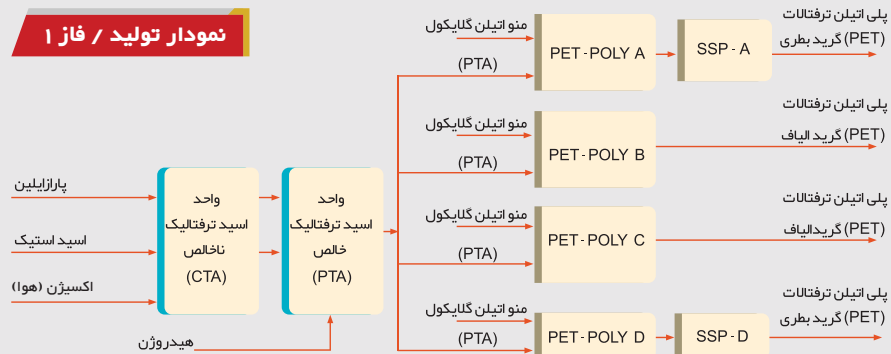 نمودار تولید / فاز ۱
پارازایلین
اسید استیک
اکسیژن (هوا)
هیدروژن
واحد
اسید ترفتالیک
ناخالص
(CTA)
واحد
اسید ترفتالیک
خالص
(PTA)
منو اتیلن گلایکول
(PTA)
PET - POLY A
SSP - A
پلی اتیلن ترفتالات
(PET) گرید بطری
منو اتیلن گلایکول
(PTA)
PET - POLY B
پلی اتیلن ترفتالات
(PET) گرید الیاف
منو اتیلن گلایکول
(PTA)
PET - POLY C
پلی اتیلن ترفتالات
(PET) گریدالیاف
منو اتیلن گلایکول
(PTA)
PET - POLY D
SSP - D
پلی اتیلن ترفتالات
(PET) گرید بطری